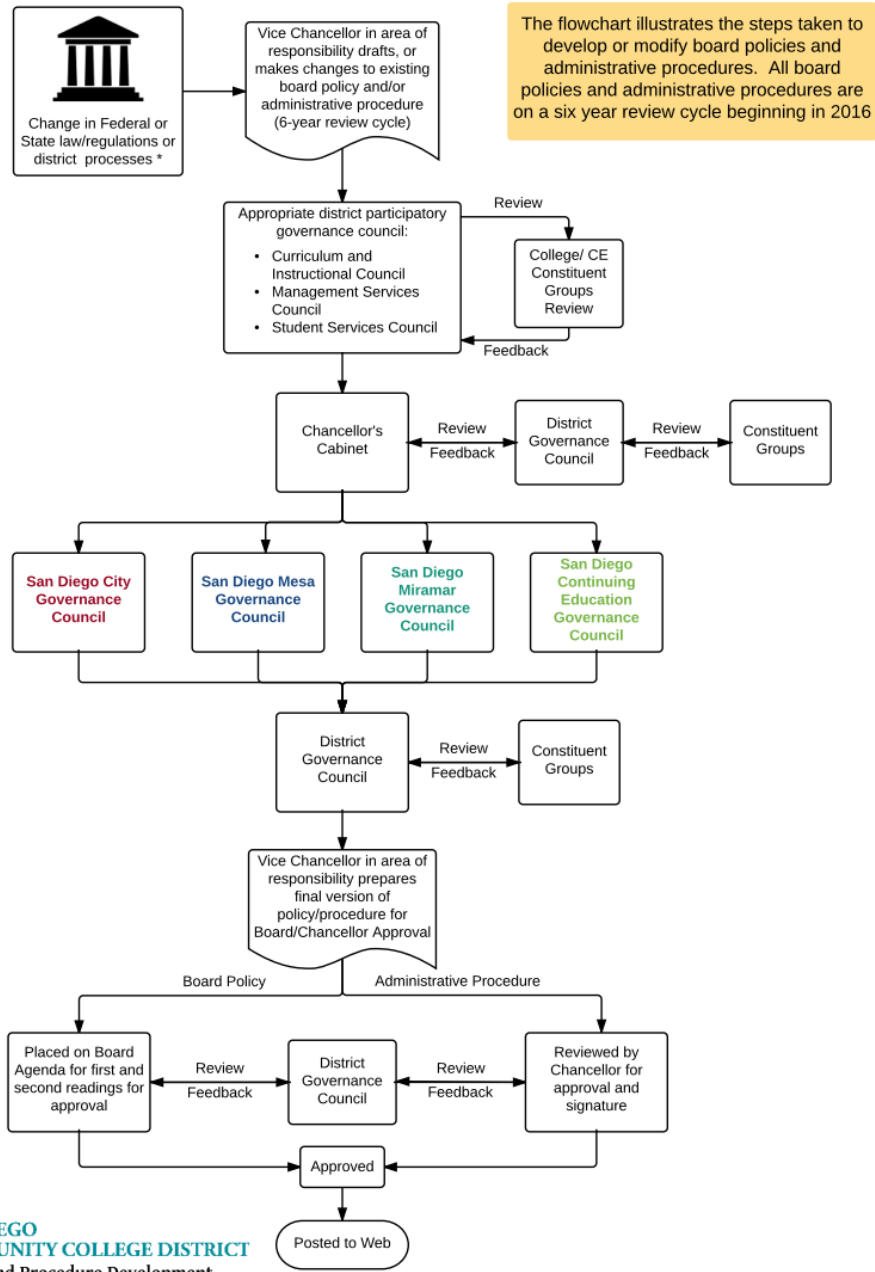 The flowchart illustrates the steps taken to
develop or modify board policies and
administrative procedures. All board
policies and administrative procedures are
on a six year review cycle beginning in 2016
Change in Federal or
State law/regulations or
district processes *
Vice Chancellor in area of
responsibility drafts, or
makes changes to existing
board policy and/or
administrative procedure
(6-year review cycle)
Appropriate district participatory
governance council:
• Curriculum and
Instructional Council
• Management Services
Council
• Student Services Council
Review
College/ CE
Constituent
Groups
Review
Feedback
Chancellor's
Cabinet
Review
Feedback
District
Governance
Council
Review
Feedback
Constituent
Groups
San Diego City
Governance
Council
San Diego Mesa
Governance
Council
San Diego
Miramar
Governance
Council
San Diego
Continuing
Education
Governance
Council
District
Governance
Council
Review
Feedback
Constituent
Groups
Vice Chancellor in area of
responsibility prepares
final version of
policy/procedure for
Board/Chancellor Approval
Board Policy
Administrative Procedure
Placed on Board
Agenda for first and
second readings for
approval
Review
Feedback
District
Governance
Council
Review
Feedback
Reviewed by
Chancellor for
approval and
signature
Approved
Posted to Web
EGO
UNITY COLLEGE DISTRICT
nd Procedure Development